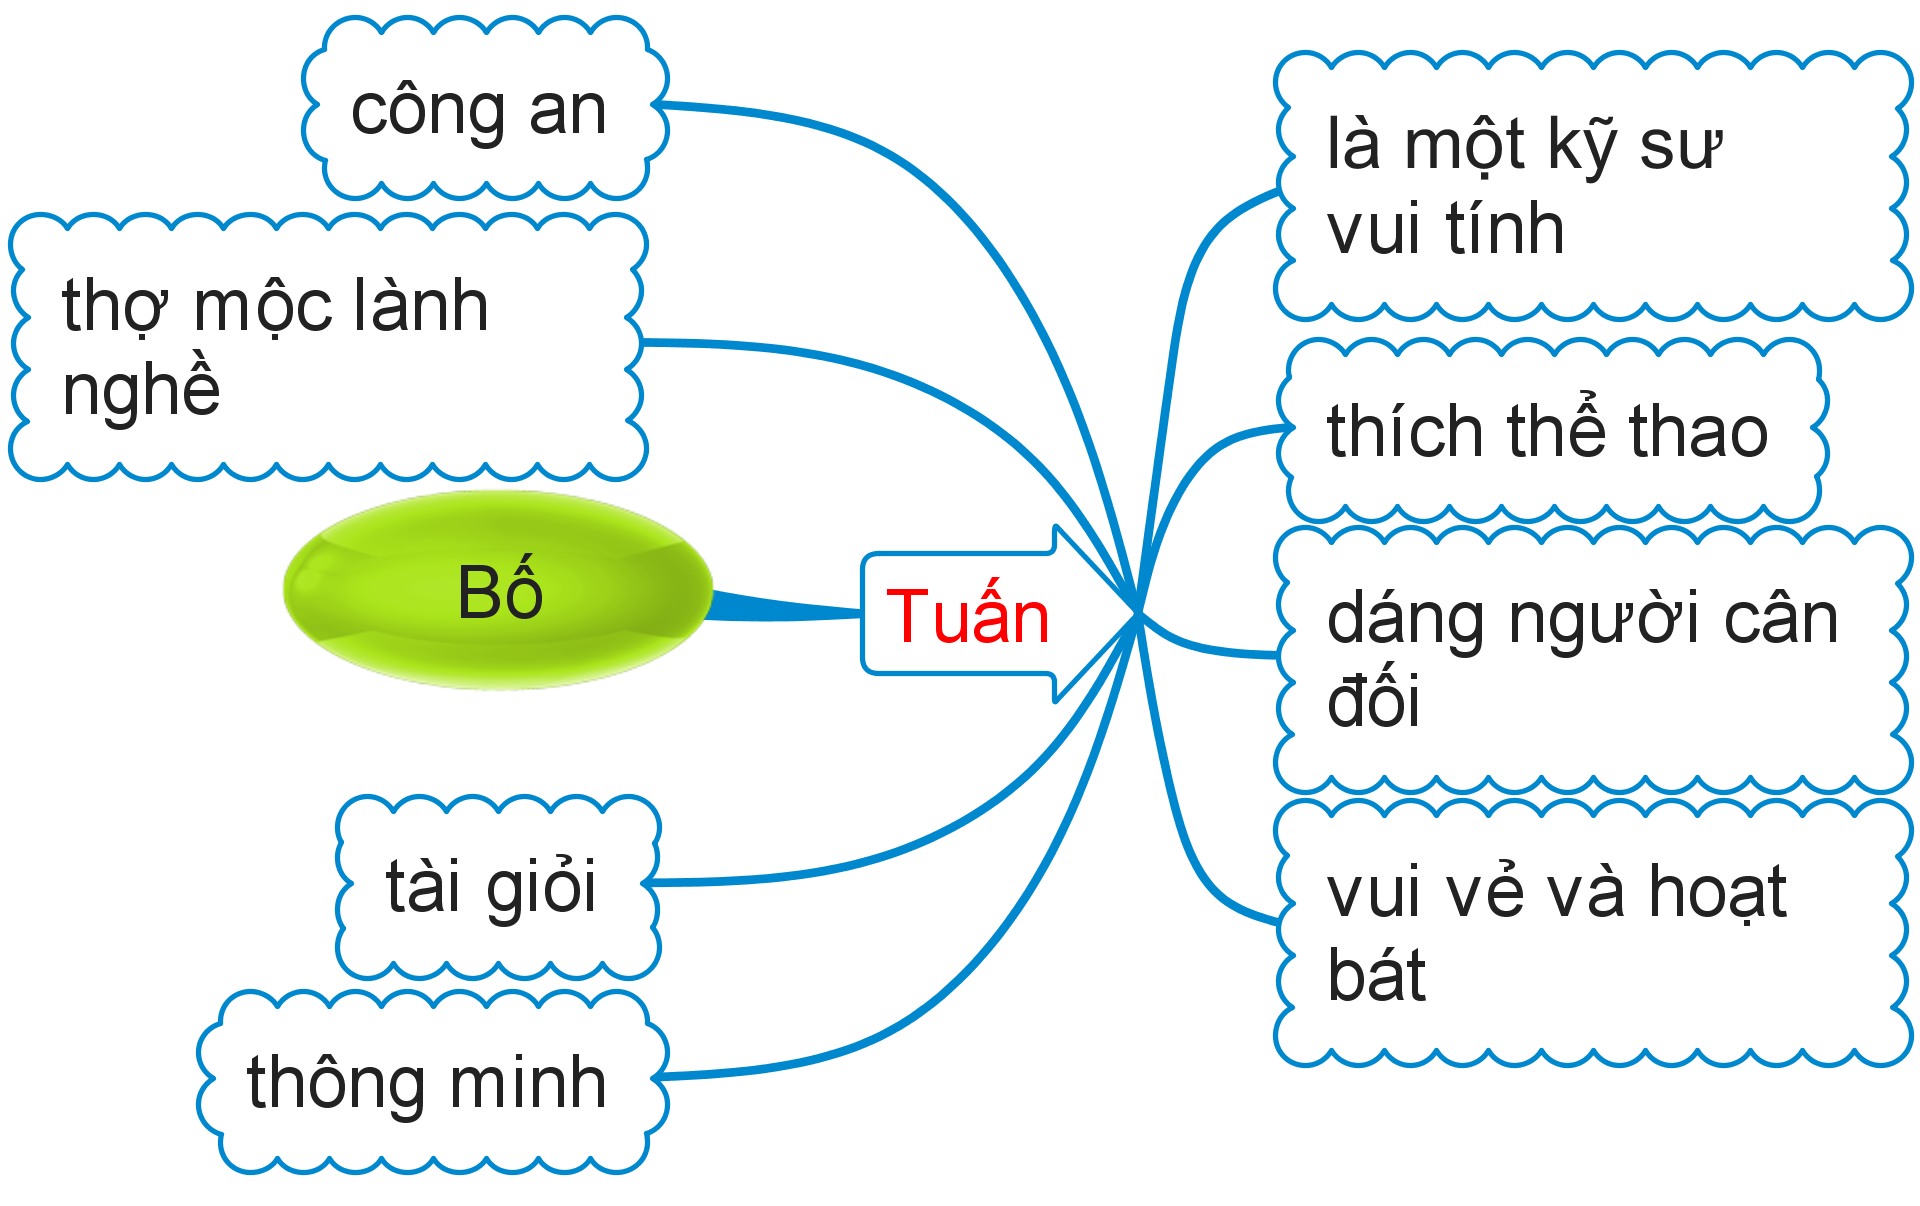 công an
thợ mộc lành
nghề
Bố
Tuấn
tài giỏi
thông minh
là một kỹ sư
vui tính
thích thể thao
dáng người cân
đối
vui vẻ và hoạt
bát